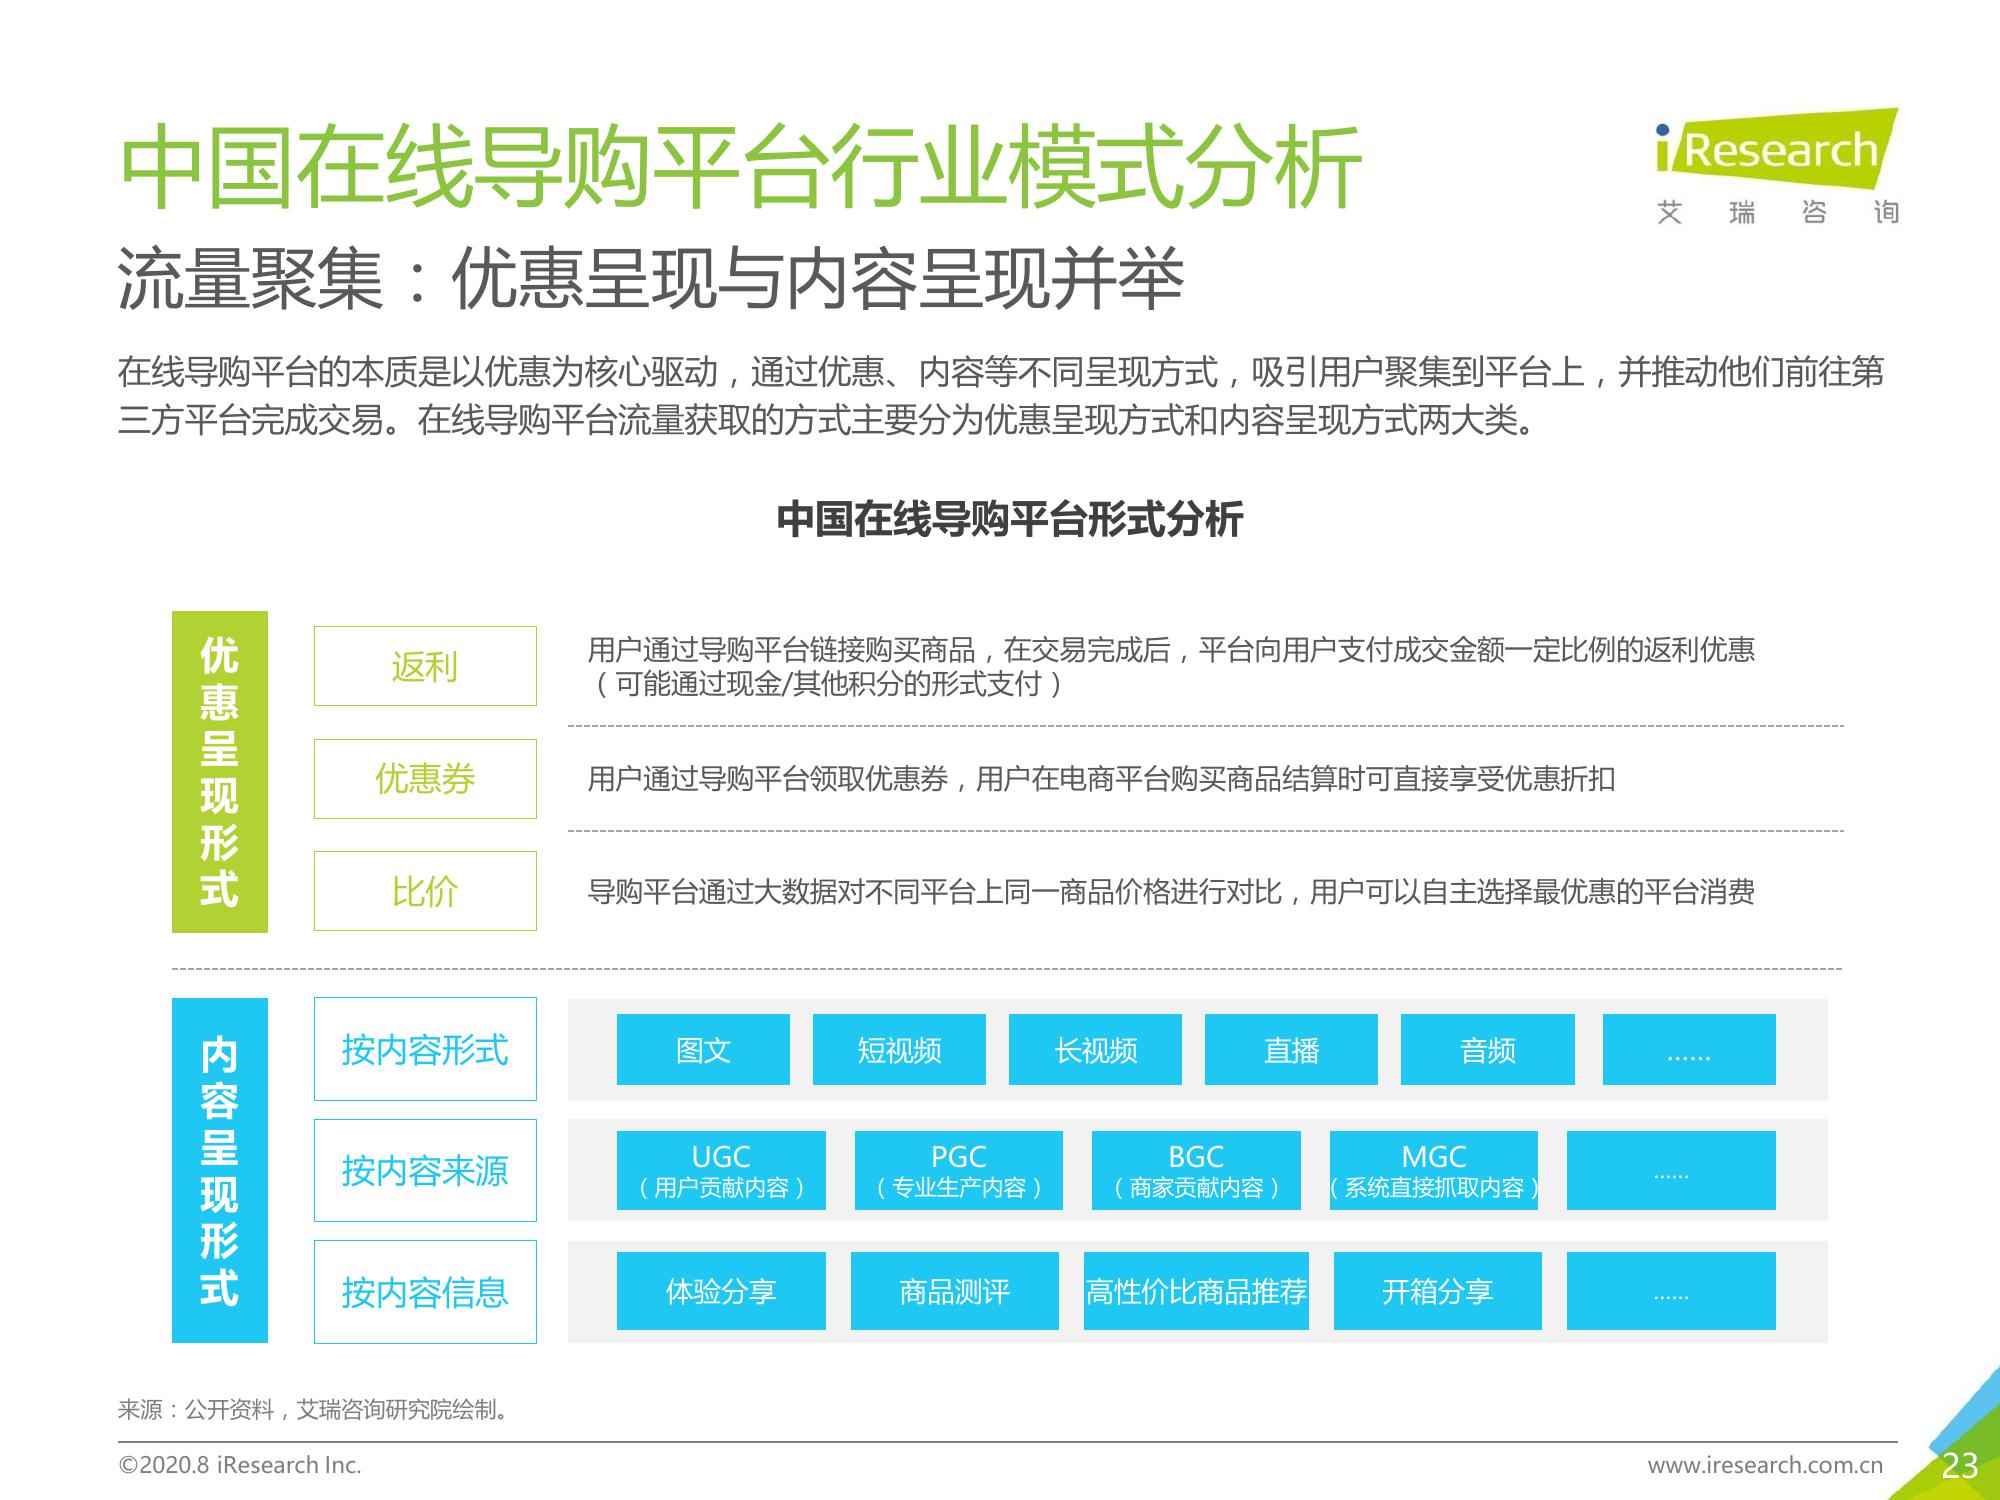 中国在线导购平台行业模式分析
iResearch
艾瑞咨询
流量聚集：优惠呈现与内容呈现并举
在线导购平台的本质是以优惠为核心驱动，通过优惠、内容等不同呈现方式，吸引用户聚集到平台上，并推动他们前往第
三方平台完成交易。在线导购平台流量获取的方式主要分为优惠呈现方式和内容呈现方式两大类。
中国在线导购平台形式分析
优惠呈现形式
返利
用户通过导购平台链接购买商品，在交易完成后，平台向用户支付成交金额一定比例的返利优惠
（可能通过现金/其他积分的形式支付）
优惠券
用户通过导购平台领取优惠券，用户在电商平台购买商品结算时可直接享受优惠折扣
比价
导购平台通过大数据对不同平台上同一商品价格进行对比，用户可以自主选择最优惠的平台消费
内容呈现形式
按内容形式
图文
短视频
长视频
直播
音频
……
按内容来源
UGC
（用户贡献内容）
PGC
（专业生产内容）
BGC
（商家贡献内容）
MGC
（系统直接抓取内容）
……
按内容信息
体验分享
商品测评
高性价比商品推荐
开箱分享
……
来源：公开资料，艾瑞咨询研究院绘制。
©2020.8 iResearch Inc.
www.iresearch.com.cn
23